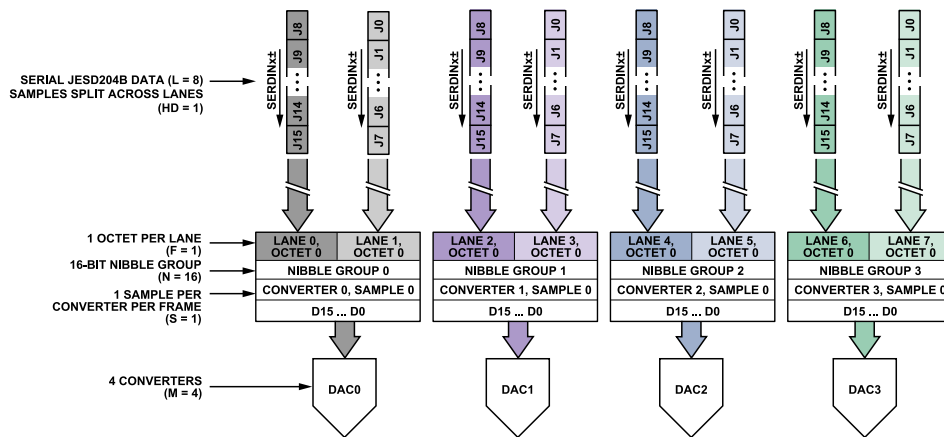 J8
J9
J14
J15
SERDINx±
J0
J1
J6
J7
SERDINx±
J8
J9
J14
J15
SERDINx±
J0
J1
J6
J7
SERDINx±
J8
J9
J14
J15
SERDINx±
J0
J1
J6
J7
SERDINx±
J8
J9
J14
J15
SERDINx±
J0
J1
J6
J7
SERDINx±
SERIAL JESD204B DATA (L = 8)
SAMPLES SPLIT ACROSS LANES
(HD = 1)
1 OCTET PER LANE
(F = 1)
16-BIT NIBBLE GROUP
(N = 16)
1 SAMPLE PER
CONVERTER PER FRAME
(S = 1)
4 CONVERTERS
(M = 4)
LANE 0,
OCTET 0
LANE 1,
OCTET 0
NIBBLE GROUP 0
CONVERTER 0, SAMPLE 0
D15 ... D0
DAC0
LANE 2,
OCTET 0
LANE 3,
OCTET 0
NIBBLE GROUP 1
CONVERTER 1, SAMPLE 0
D15 ... D0
DAC1
LANE 4,
OCTET 0
LANE 5,
OCTET 0
NIBBLE GROUP 2
CONVERTER 2, SAMPLE 0
D15 ... D0
DAC2
LANE 6,
OCTET 0
LANE 7,
OCTET 0
NIBBLE GROUP 3
CONVERTER 3, SAMPLE 0
D15 ... D0
DAC3